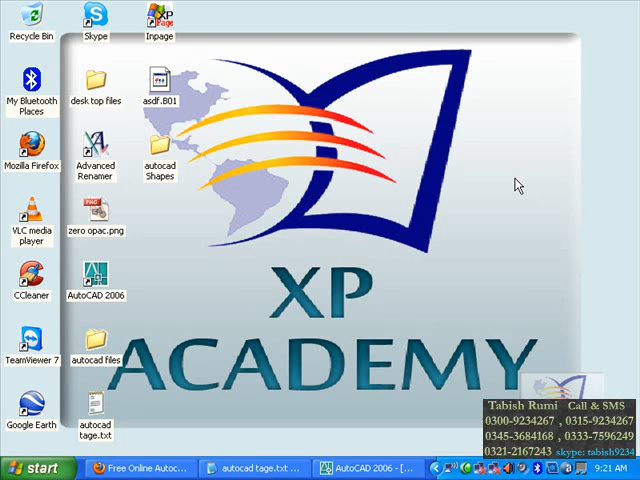 Recycle Bin
Skype
Inpage
My Bluetooth
Places
desk top files
asdf.B01
Mozilla Firefox
Advanced
Renamer
autocad
Shapes
VLC media
player
zero opac.png
CCleaner
AutoCAD 2006
TeamViewer 7
autocad files
Google Earth
autocad
tage.txt
XP
ACADEMY
Tabish Rumi Call & SMS
0300-9234267 , 0315-9234267
0345-3684168 , 0333-7596249
0321-2167243 skype: tabish9234
start
Free Online Autoc...
autocad tage.txt ...
AutoCAD 2006 - [...
9:21 AM